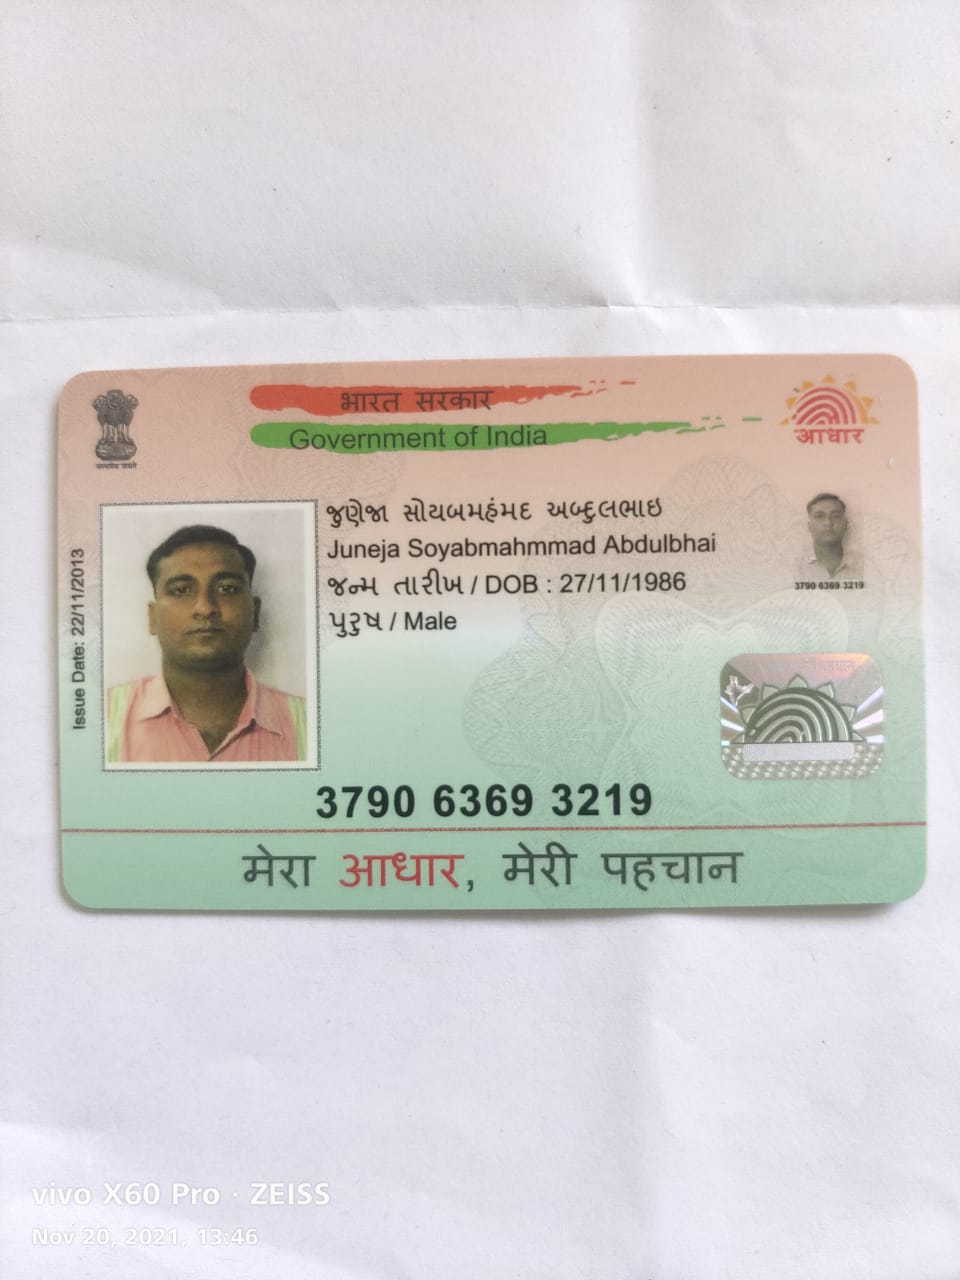 भारत सरकार
Government of India
सत्यमेव जयते
आधार
જુણેજા સોયબમહંમદ અબ્દુલભાઇ
Juneja Soyabmahmmad Abdulbhai
જન્મ તારીખ / DOB : 27/11/1986
પુરુષ / Male
Issue Date: 22/11/2013
3790 6369 3219
3790 6369 3219
मेरा आधार, मेरी पहचान
vivo X60 Pro · ZEISS
Nov 20, 2021, 13:46